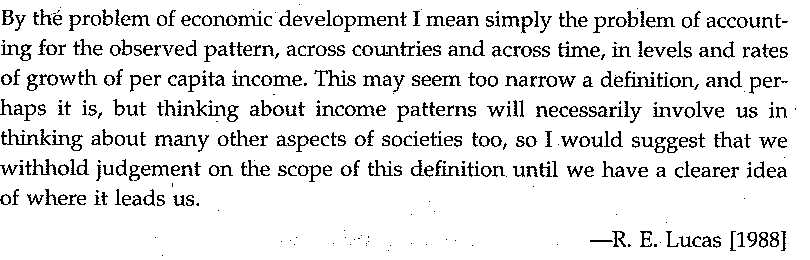 By the problem of economic development I mean simply the problem of account-
ing for the observed pattern, across countries and across time, in levels and rates
of growth of per capita income. This may seem too narrow a definition, and per-
haps it is, but thinking about income patterns will necessarily involve us in
thinking about many other aspects of societies too, so I would suggest that we
withhold judgement on the scope of this definition until we have a clearer idea
of where it leads us.
—R. E. Lucas [1988]